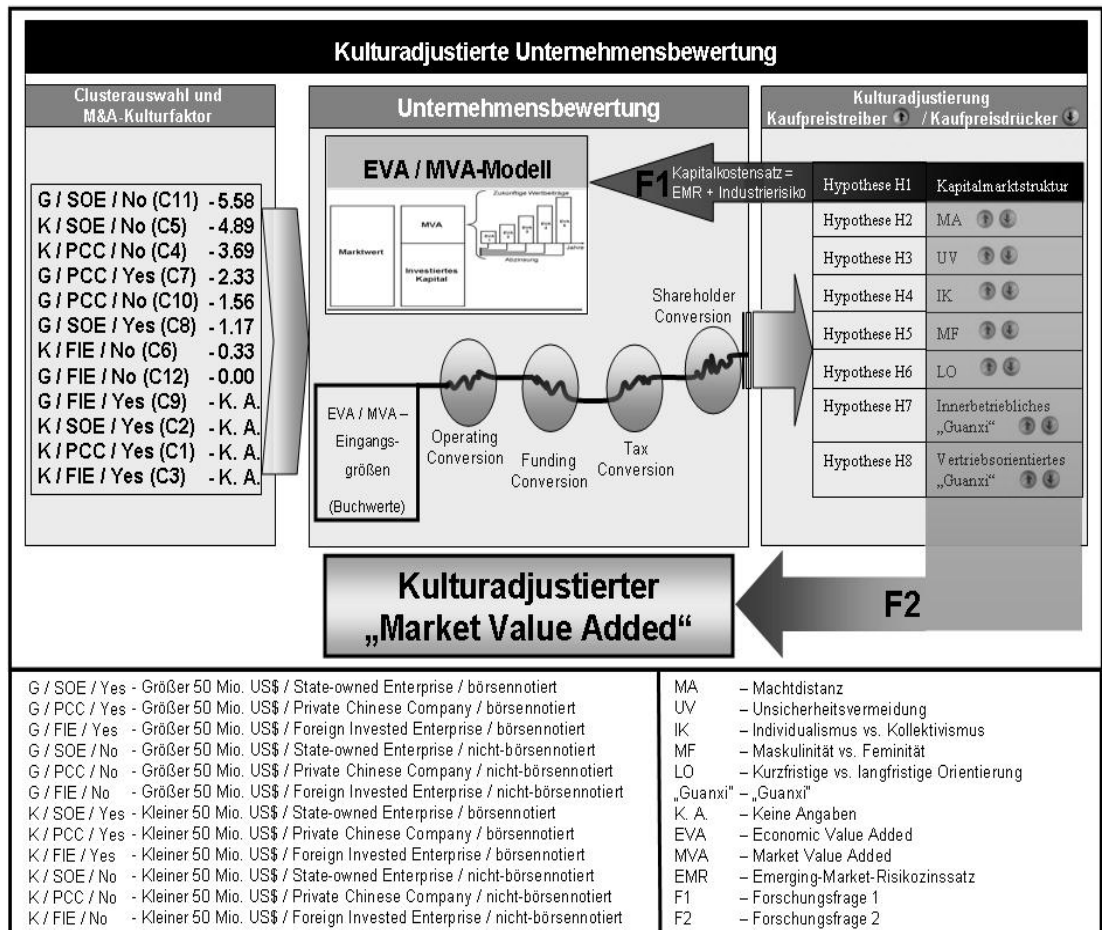 Kulturadjustierte Unternehmensbewertung
Clusterauswahl und
M&A-Kulturfaktor
G / SOE / No (C11) - 5.58
K / SOE / No (C5) - 4.89
K / PCC / No (C4) - 3.69
G / PCC / Yes (C7) - 2.33
G / PCC / No (C10) - 1.56
G / SOE / Yes (C8) - 1.17
K / FIE / No (C6) - 0.33
G / FIE / No (C12) - 0.00
G / FIE / Yes (C9) - K. A.
K / SOE / Yes (C2) - K. A.
K / PCC / Yes (C1) - K. A.
K / FIE / Yes (C3) - K. A.
Unternehmensbewertung
EVA / MVA-Modell
Zukünftige Wertbeiträge
Marktwert
MVA
Investiertes
Kapital
Jahre
Abzinsung
EVA / MVA –
Eingangs-
größen
(Buchwerte)
Operating
Conversion
Funding
Conversion
Tax
Conversion
Shareholder
Conversion
Kulturadjustierung
Kaufpreistreiber / Kaufpreisdrücker
F1
Kapitalkostensatz =
EMR + Industrierisiko
Hypothese H1 Kapitalmarktstruktur
Hypothese H2 MA
Hypothese H3 UV
Hypothese H4 IK
Hypothese H5 MF
Hypothese H6 LO
Hypothese H7 Innerbetriebliches
„Guanxi“
Hypothese H8 Vertriebsorientiertes
„Guanxi“
F2
Kulturadjustierter
„Market Value Added“
G / SOE / Yes - Größer 50 Mio. US$ / State-owned Enterprise / börsennotiert
G / PCC / Yes - Größer 50 Mio. US$ / Private Chinese Company / börsennotiert
G / FIE / Yes - Größer 50 Mio. US$ / Foreign Invested Enterprise / börsennotiert
G / SOE / No - Größer 50 Mio. US$ / State-owned Enterprise / nicht-börsennotiert
G / PCC / No - Größer 50 Mio. US$ / Private Chinese Company / nicht-börsennotiert
G / FIE / No - Größer 50 Mio. US$ / Foreign Invested Enterprise / nicht-börsennotiert
K / SOE / Yes - Kleiner 50 Mio. US$ / State-owned Enterprise / börsennotiert
K / PCC / Yes - Kleiner 50 Mio. US$ / Private Chinese Company / börsennotiert
K / FIE / Yes - Kleiner 50 Mio. US$ / Foreign Invested Enterprise / börsennotiert
K / SOE / No - Kleiner 50 Mio. US$ / State-owned Enterprise / nicht-börsennotiert
K / PCC / No - Kleiner 50 Mio. US$ / Private Chinese Company / nicht-börsennotiert
K / FIE / No - Kleiner 50 Mio. US$ / Foreign Invested Enterprise / nicht-börsennotiert
MA – Machtdistanz
UV – Unsicherheitsvermeidung
IK – Individualismus vs. Kollektivismus
MF – Maskulinität vs. Feminität
LO – Kurzfristige vs. langfristige Orientierung
„Guanxi“ – „Guanxi“
K. A. – Keine Angaben
EVA – Economic Value Added
MVA – Market Value Added
EMR – Emerging-Market-Risikozinssatz
F1 – Forschungsfrage 1
F2 – Forschungsfrage 2